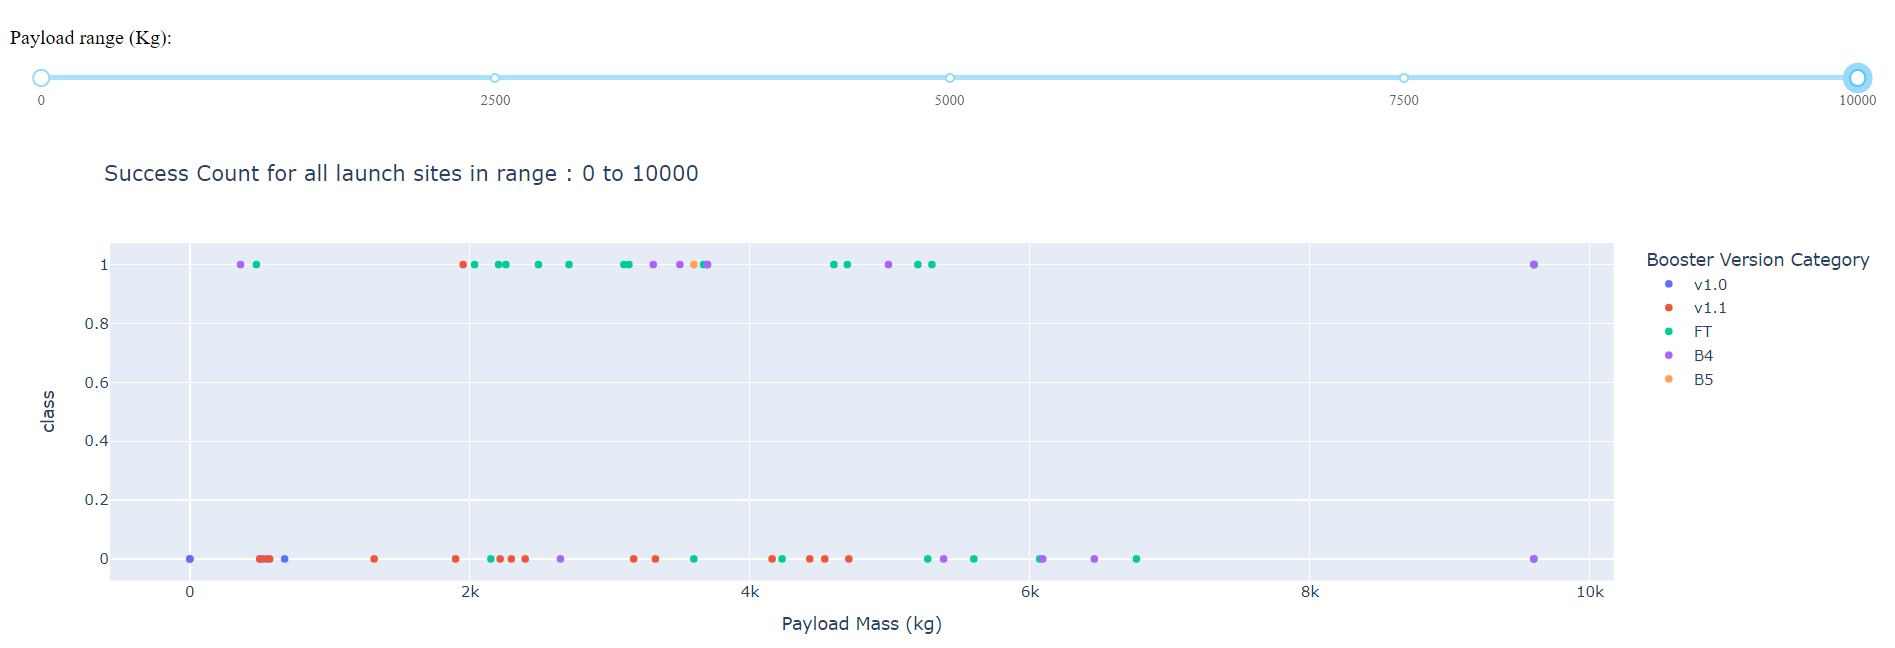 Payload range (Kg):
0 2500 5000 7500 10000
Success Count for all launch sites in range : 0 to 10000
Booster Version Category
v1.0
v1.1
FT
B4
B5
1
0.8
0.6
0.4
0.2
0
class
0 2k 4k 6k 8k 10k
Payload Mass (kg)